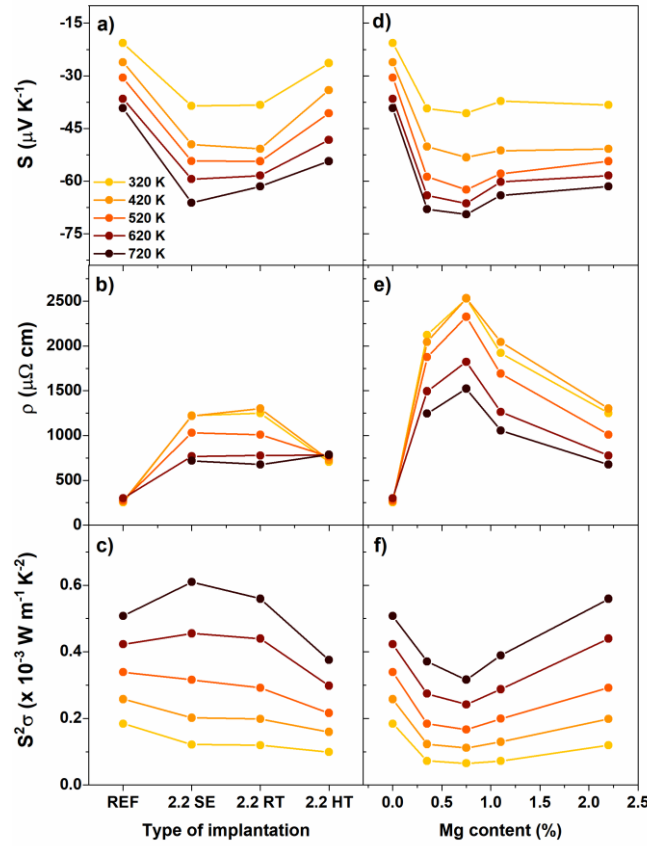 a)
d)
-15
-30
-45
-60
-75
S (μV K⁻¹)
320 K
420 K
520 K
620 K
720 K
b)
e)
2500
2000
1500
1000
500
0
ρ (μΩ cm)
c)
f)
0.6
0.4
0.2
0.0
S²σ (x 10⁻³ W m⁻¹ K⁻²)
REF 2.2 SE 2.2 RT 2.2 HT
0.0 0.5 1.0 1.5 2.0 2.5
Type of implantation
Mg content (%)